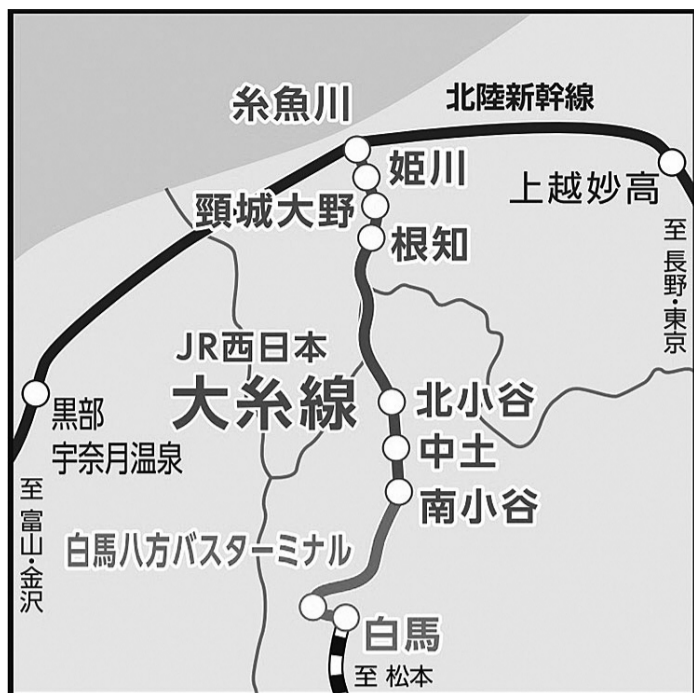 北陸新幹線
糸魚川
姫川
上越妙高
頸城大野
根知
至 長野・東京
JR西日本
大糸線
黒部
宇奈月温泉
北小谷
中土
南小谷
至 富山・金沢
白馬八方バスターミナル
白馬
至 松本